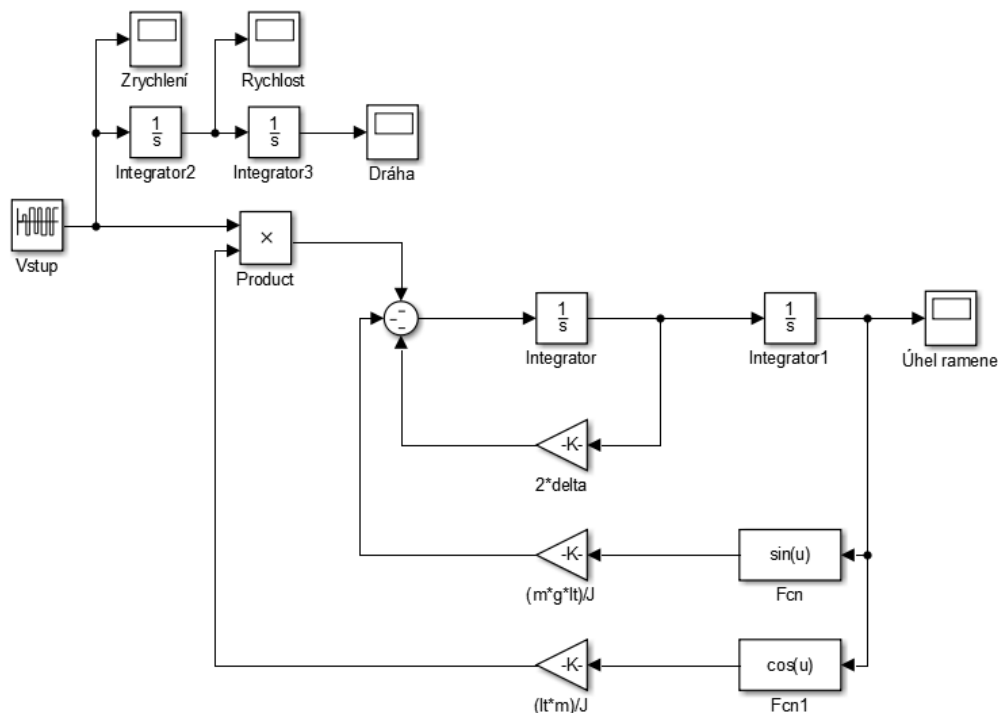 Zrychlení
Rychlost
1
s
Integrator2
1
s
Integrator3
Dráha
Vstup
×
Product
1
s
Integrator
1
s
Integrator1
Úhel ramene
-K-
2*delta
-K-
(m*g*lt)/J
sin(u)
Fcn
-K-
(lt*m)/J
cos(u)
Fcn1